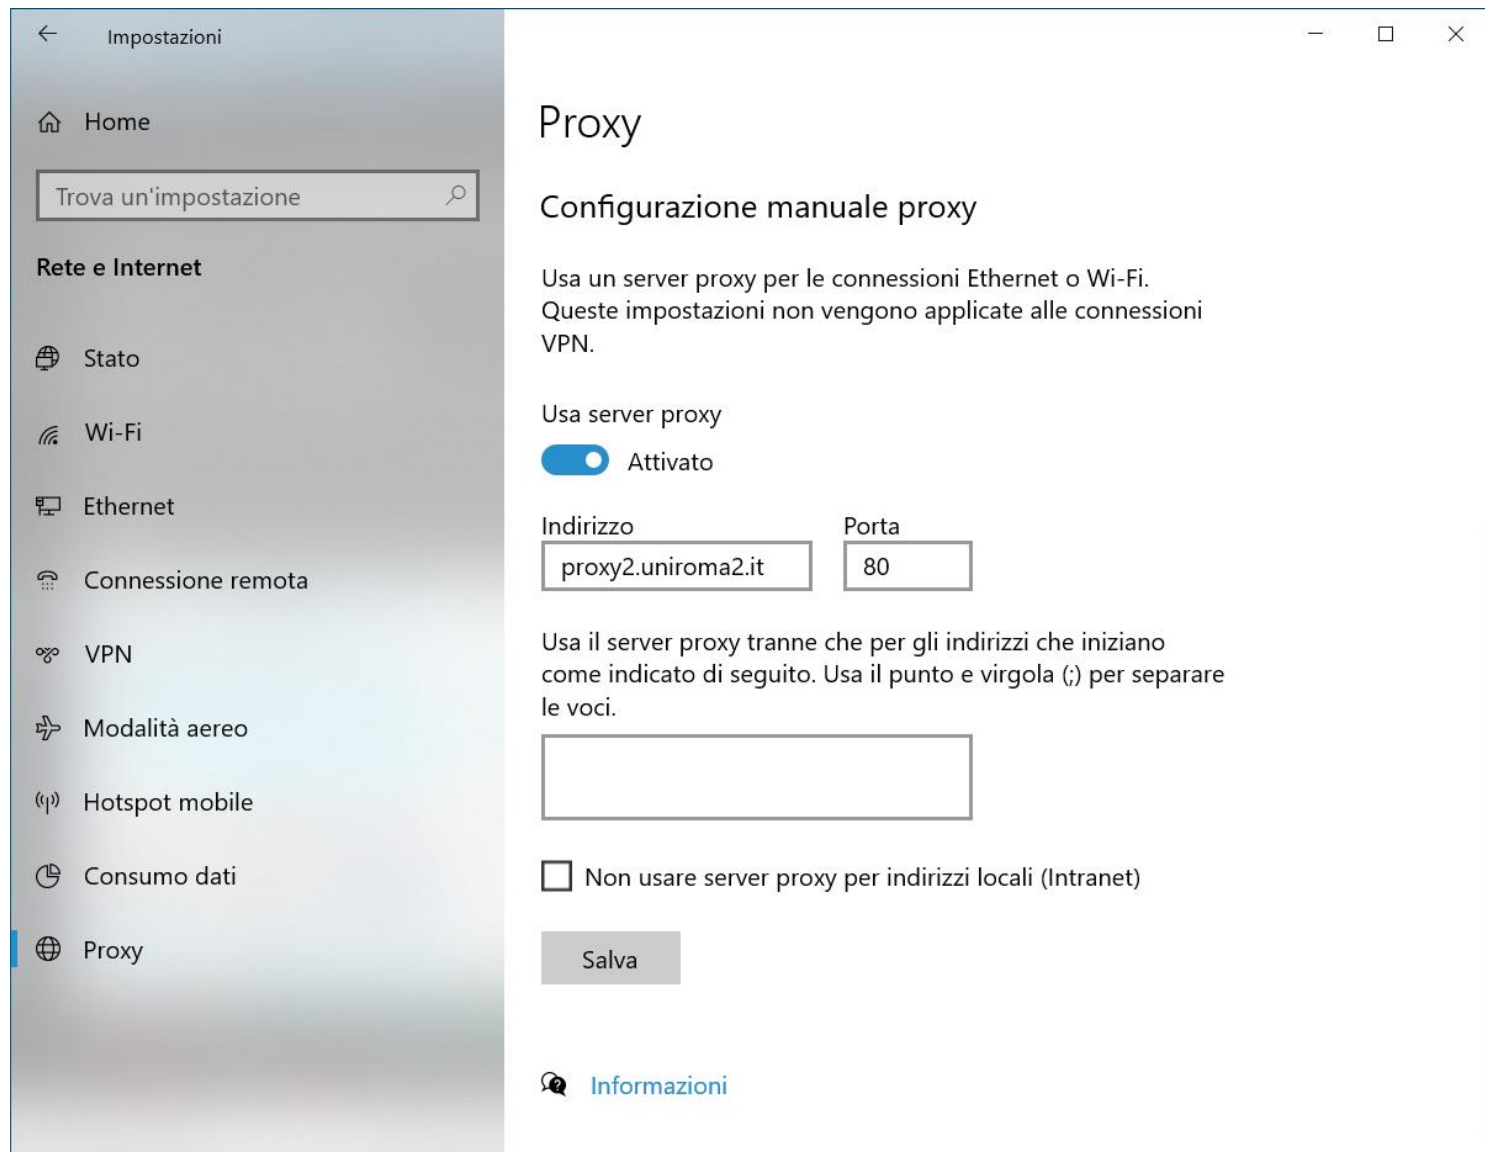 Impostazioni
Home
Trova un'impostazione
Rete e Internet
Stato
Wi-Fi
Ethernet
Connessione remota
VPN
Modalità aereo
Hotspot mobile
Consumo dati
Proxy
Proxy
Configurazione manuale proxy
Usa un server proxy per le connessioni Ethernet o Wi-Fi.
Queste impostazioni non vengono applicate alle connessioni
VPN.
Usa server proxy
Attivato
Indirizzo
Porta
proxy2.uniroma2.it
80
Usa il server proxy tranne che per gli indirizzi che iniziano
come indicato di seguito. Usa il punto e virgola (;) per separare
le voci.
Non usare server proxy per indirizzi locali (Intranet)
Salva
Informazioni